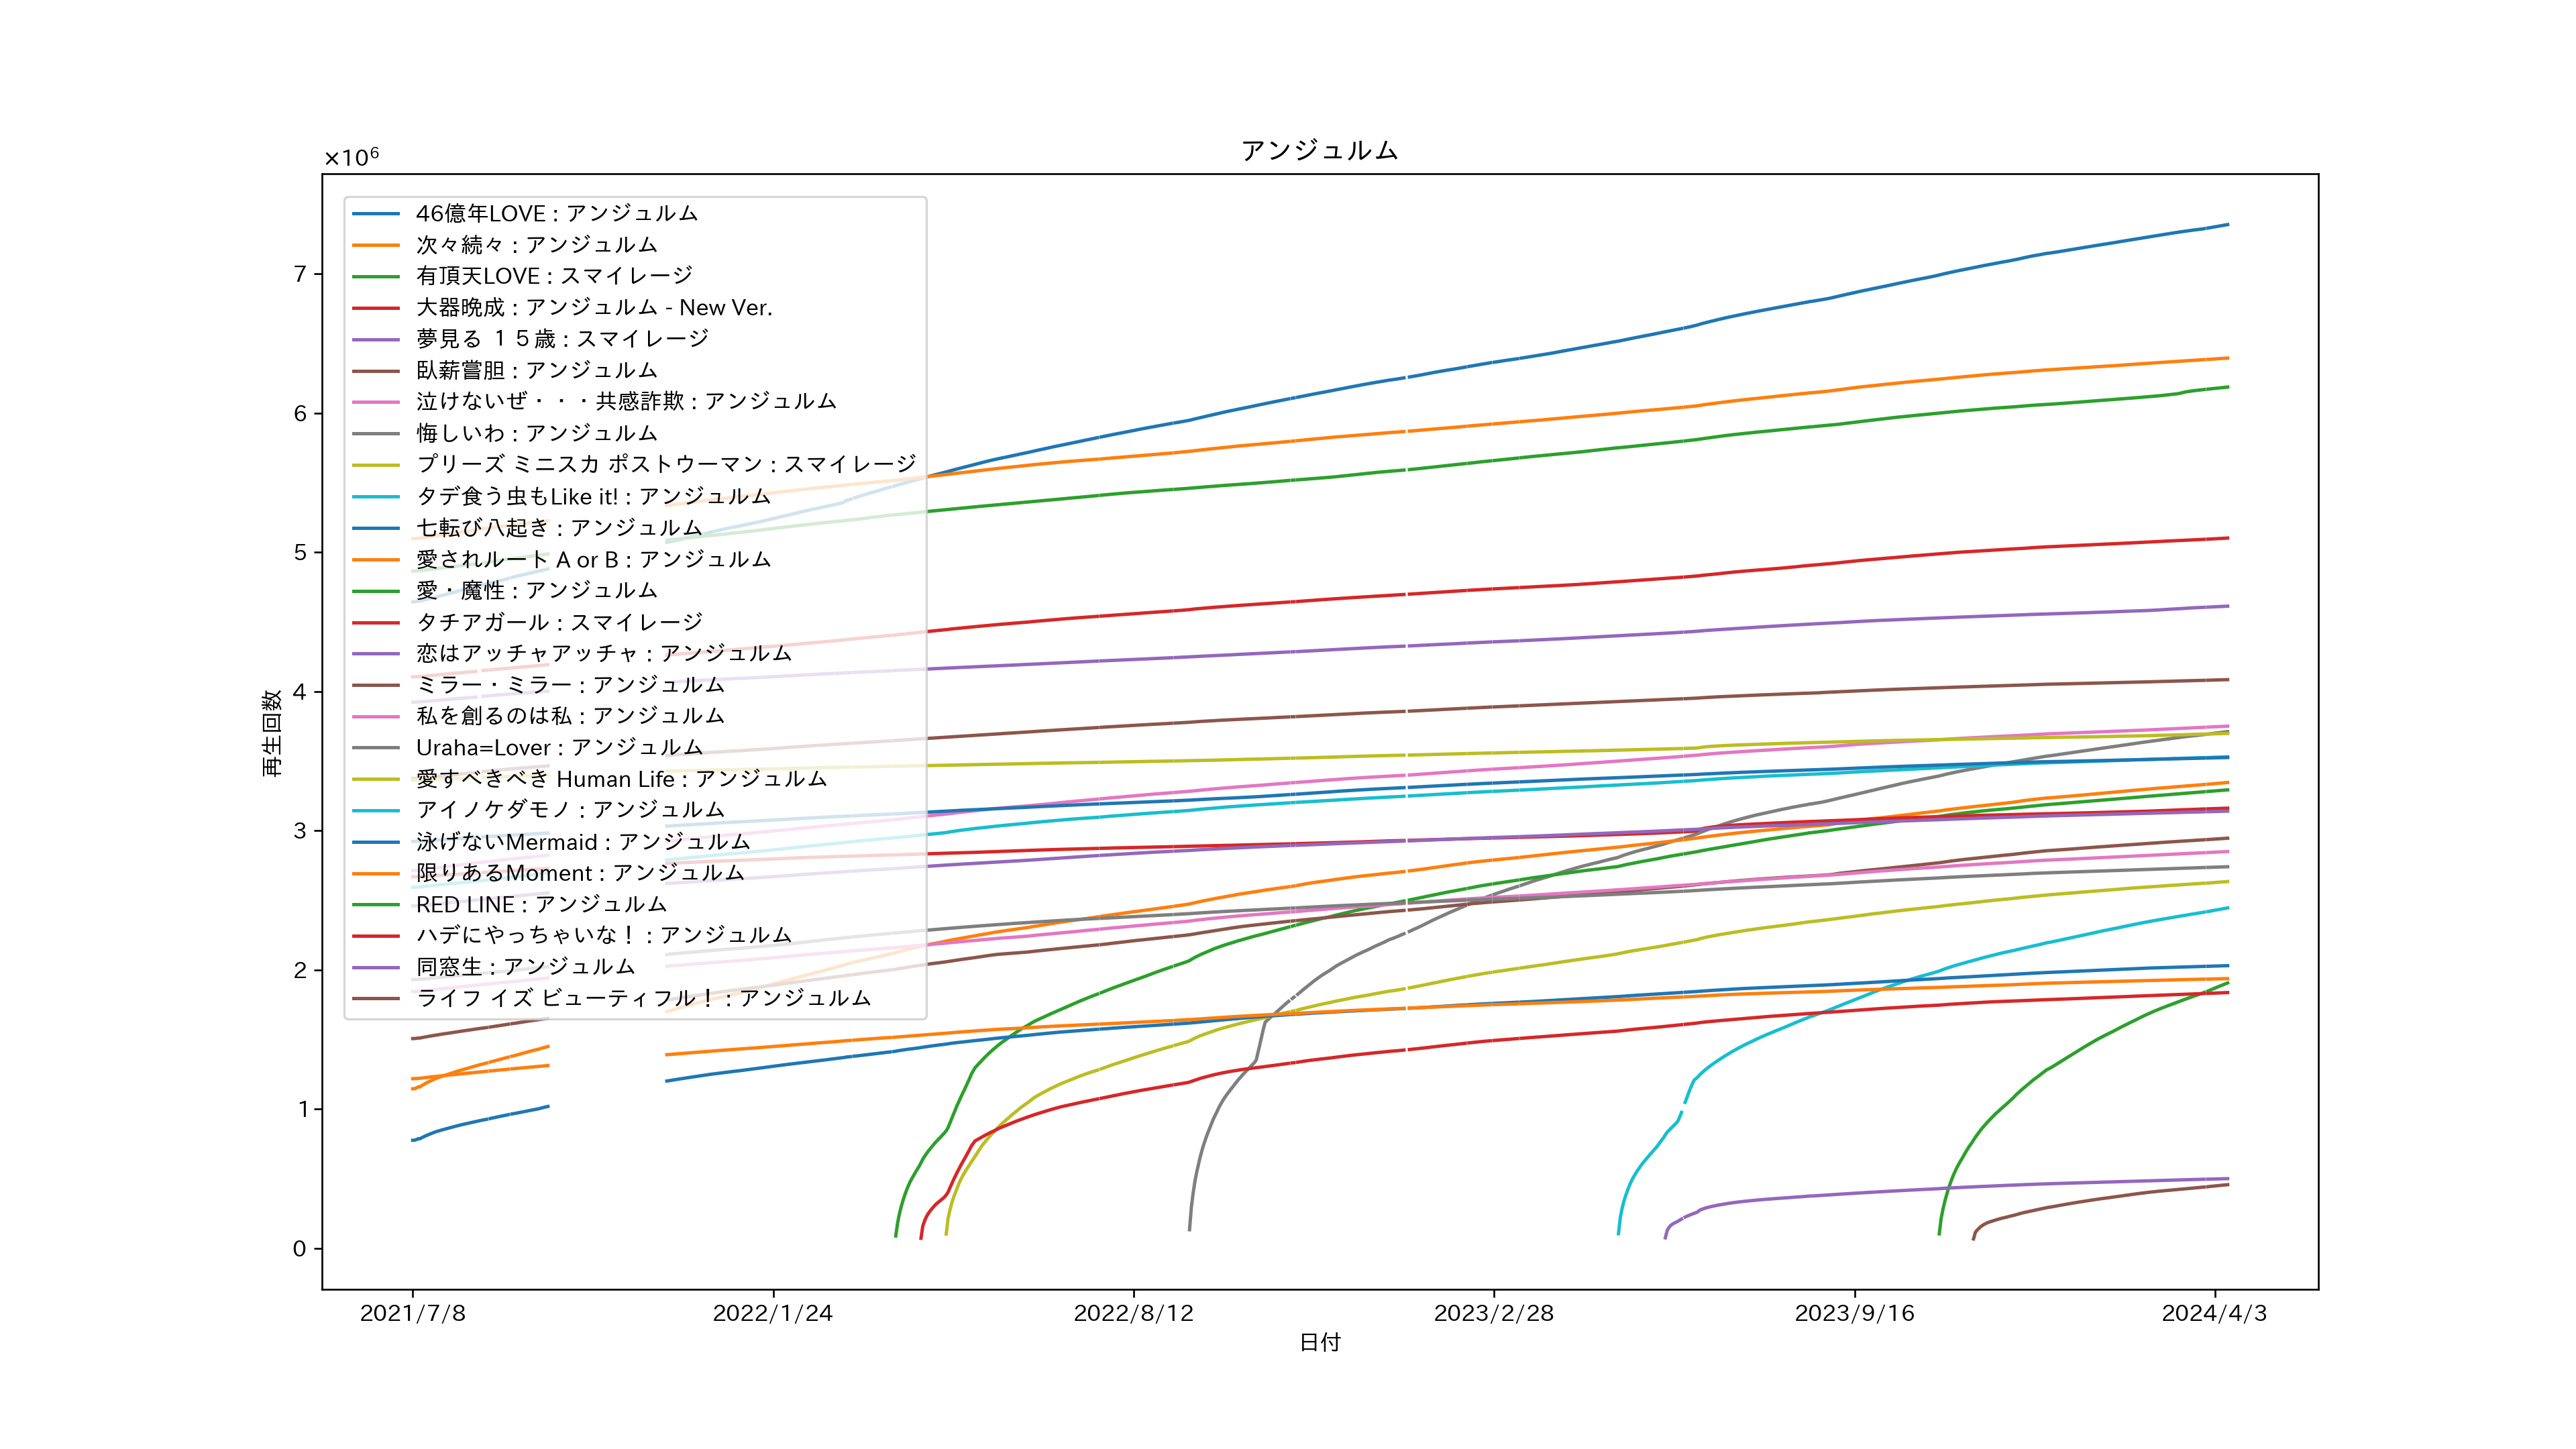 アンジュルム
×10⁶
46億年LOVE : アンジュルム
次々続々 : アンジュルム
有頂天LOVE : スマイレージ
大器晩成 : アンジュルム - New Ver.
夢見る １５歳 : スマイレージ
臥薪嘗胆 : アンジュルム
泣けないぜ・・・共感詐欺 : アンジュルム
悔しいわ : アンジュルム
プリーズ ミニスカ ポストウーマン : スマイレージ
タデ食う虫もLike it! : アンジュルム
七転び八起き : アンジュルム
愛されルート A or B : アンジュルム
愛・魔性 : アンジュルム
タチアガール : スマイレージ
恋はアッチャアッチャ : アンジュルム
ミラー・ミラー : アンジュルム
私を創るのは私 : アンジュルム
Uraha=Lover : アンジュルム
愛すべきべき Human Life : アンジュルム
アイノケダモノ : アンジュルム
泳げないMermaid : アンジュルム
限りあるMoment : アンジュルム
RED LINE : アンジュルム
ハデにやっちゃいな！ : アンジュルム
同窓生 : アンジュルム
ライフ イズ ビューティフル！ : アンジュルム
7
6
5
4
3
2
1
0
再生回数
2021/7/8
2022/1/24
2022/8/12
2023/2/28
2023/9/16
2024/4/3
日付